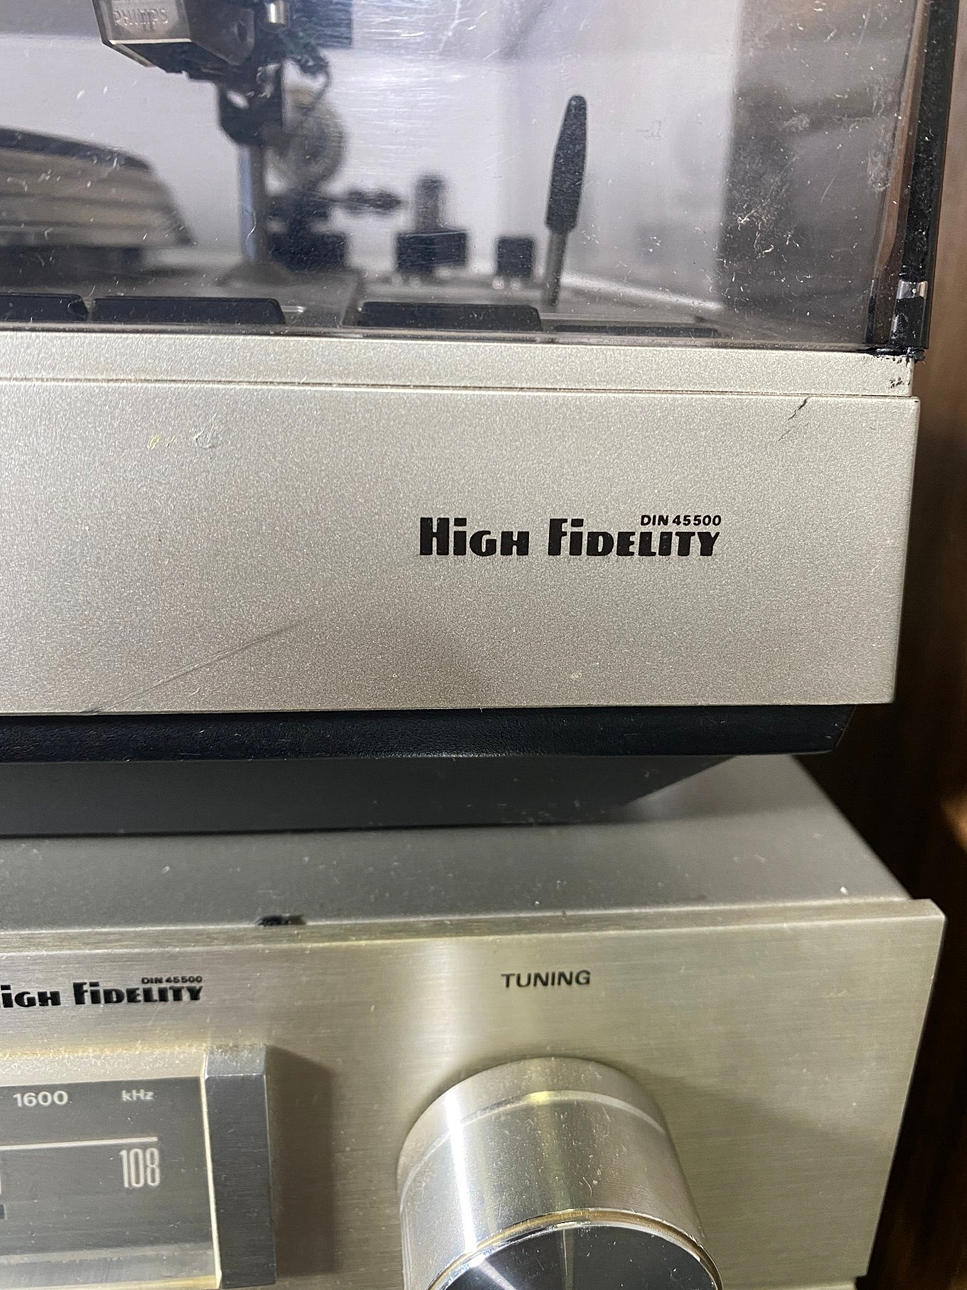 DIN 45500
HIGH FIDELITY
DIN 45500
IGH FIDELITY
TUNING
1600 kHz
108